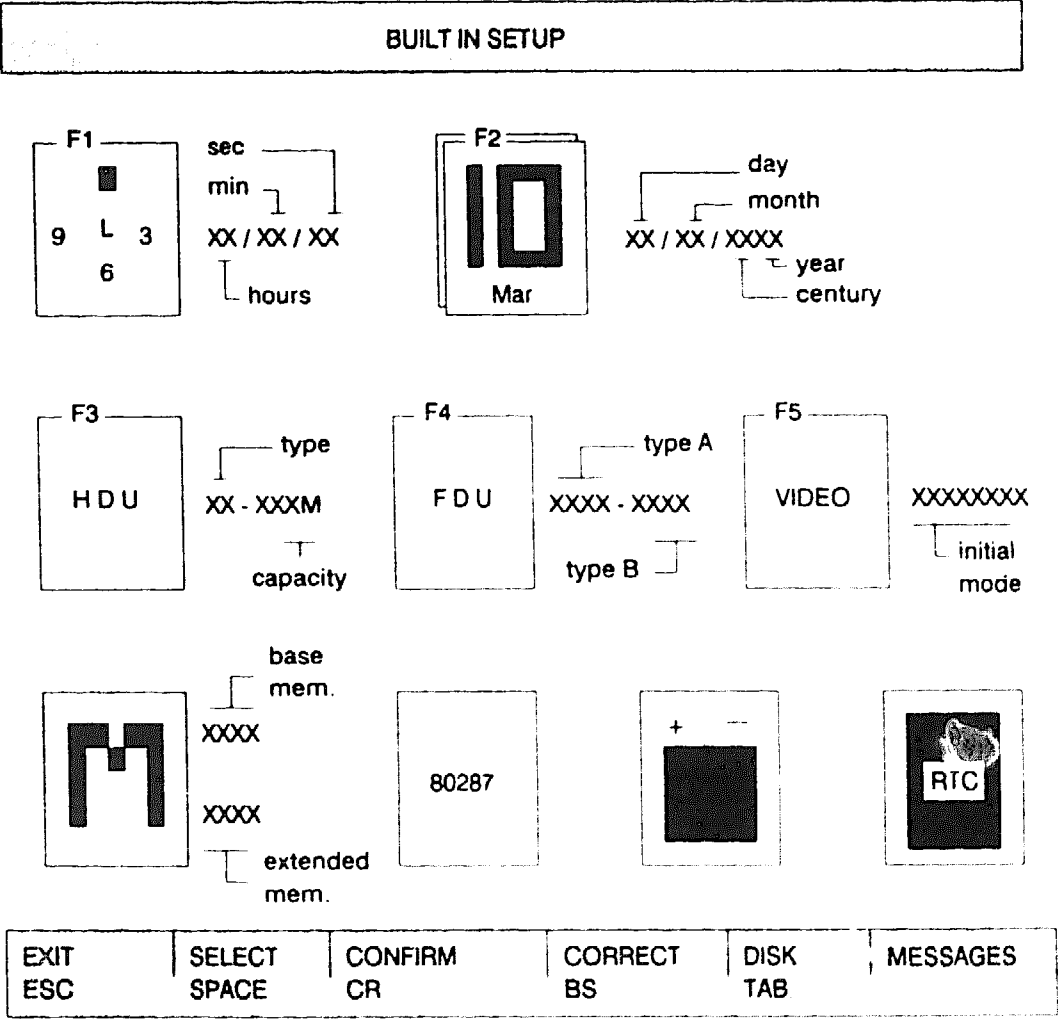 BUILT IN SETUP
F1
9 L 3
6
sec
min
XX / XX / XX
hours
F2
10
Mar
day
month
XX / XX / XXXX
year
century
F3
H D U
type
XX - XXXM
capacity
F4
F D U
type A
XXXX - XXXX
type B
F5
VIDEO
XXXXXXXX
initial
mode
M
base
mem.
XXXX
XXXX
extended
mem.
80287
+ —
RTC
EXIT SELECT CONFIRM CORRECT DISK MESSAGES
ESC SPACE CR BS TAB